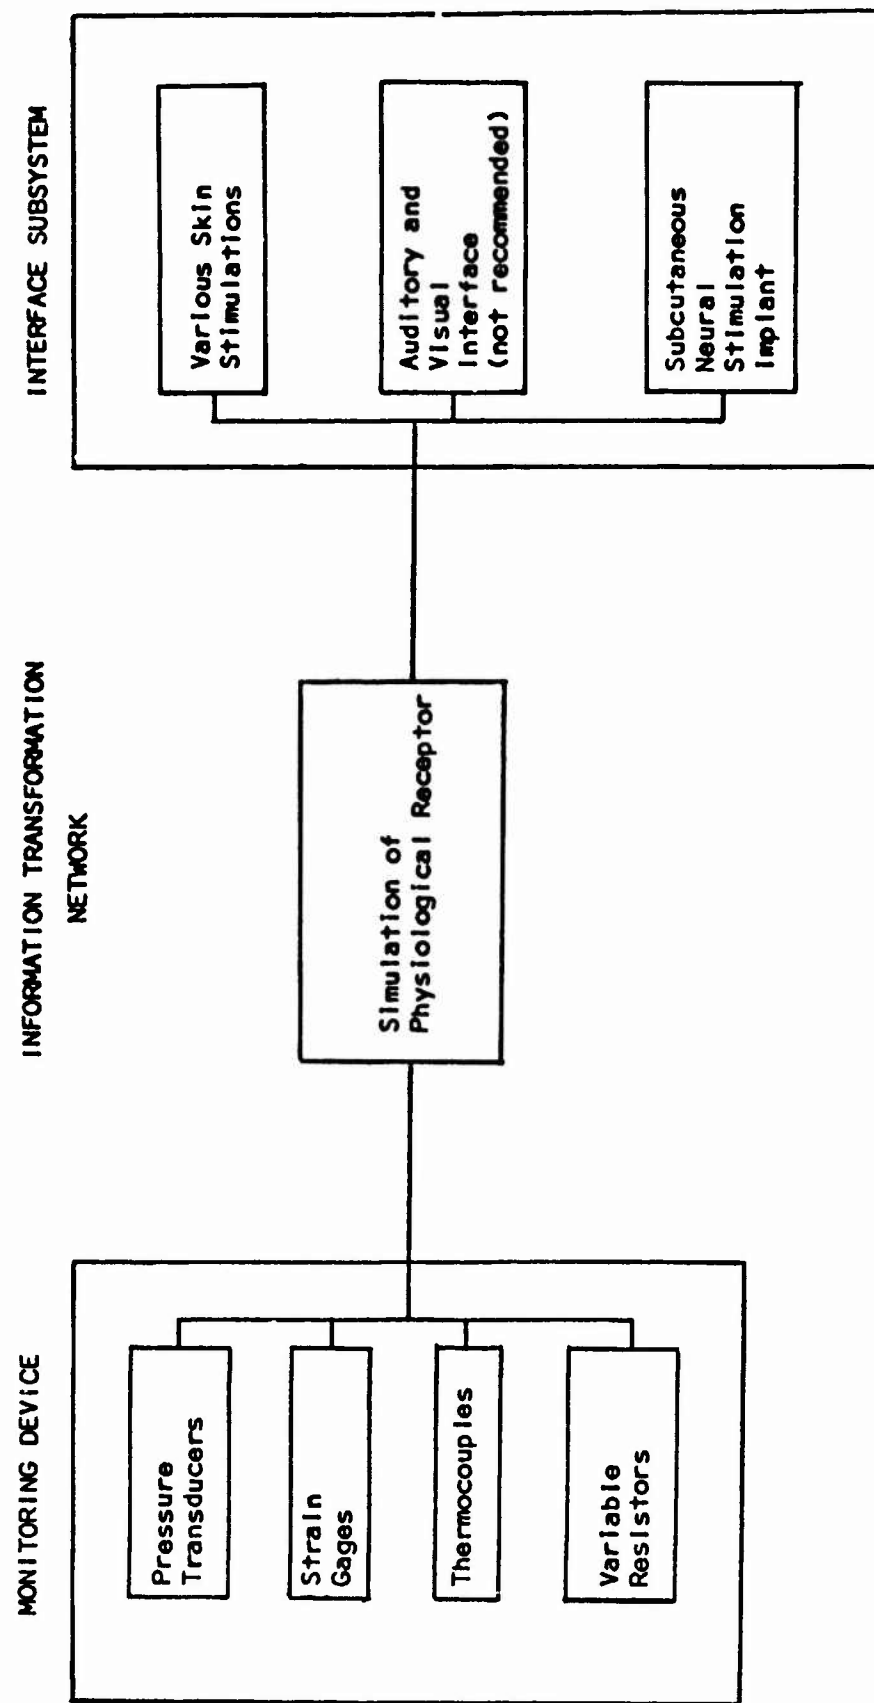 MONITORING DEVICE
Pressure
Transducers
Strain
Gages
Thermocouples
Variable
Resistors
INFORMATION TRANSFORMATION
NETWORK
Simulation of
Physiological Receptor
INTERFACE SUBSYSTEM
Various Skin
Stimulations
Auditory and
Visual
Interface
(not recommended)
Subcutaneous
Neural
Stimulation
Implant